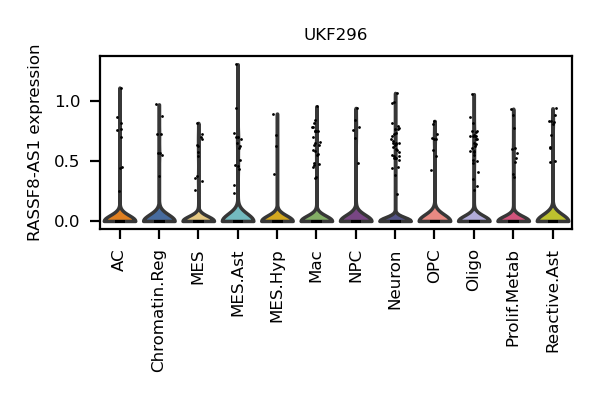 UKF296
RASSF8-AS1 expression
1.0
0.5
0.0
AC
Chromatin.Reg
MES
MES.Ast
MES.Hyp
Mac
NPC
Neuron
OPC
Oligo
Prolif.Metab
Reactive.Ast